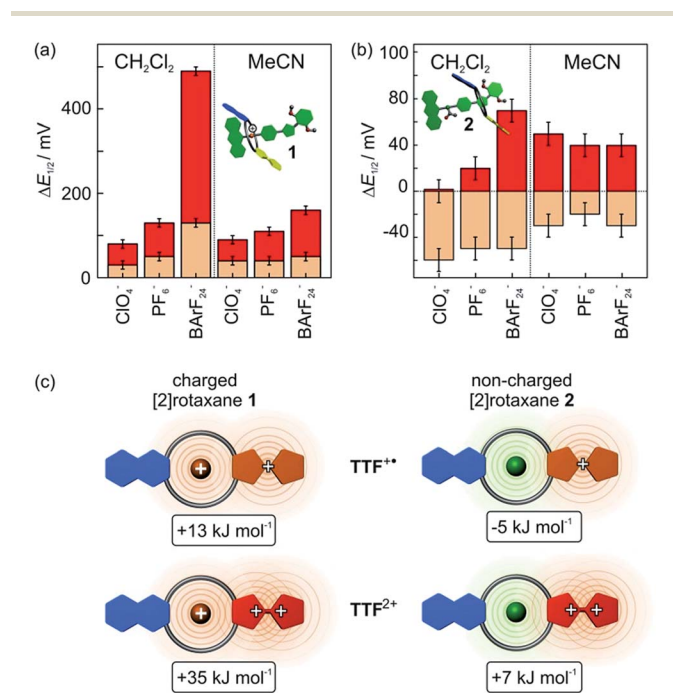 (a)
CH₂Cl₂ MeCN
ΔE₁/₂/ mV
400
200
0
1
ClO₄⁻ PF₆⁻ BArF₂₄⁻ ClO₄⁻ PF₆⁻ BArF₂₄⁻
(b)
CH₂Cl₂ MeCN
ΔE₁/₂/ mV
100
80
40
0
-40
2
ClO₄⁻ PF₆⁻ BArF₂₄⁻ ClO₄⁻ PF₆⁻ BArF₂₄⁻
(c)
charged
[2]rotaxane 1
non-charged
[2]rotaxane 2
+ +
TTF⁺•
+
+13 kJ mol⁻¹
-5 kJ mol⁻¹
+ + +
TTF²⁺
+ +
+35 kJ mol⁻¹
+7 kJ mol⁻¹